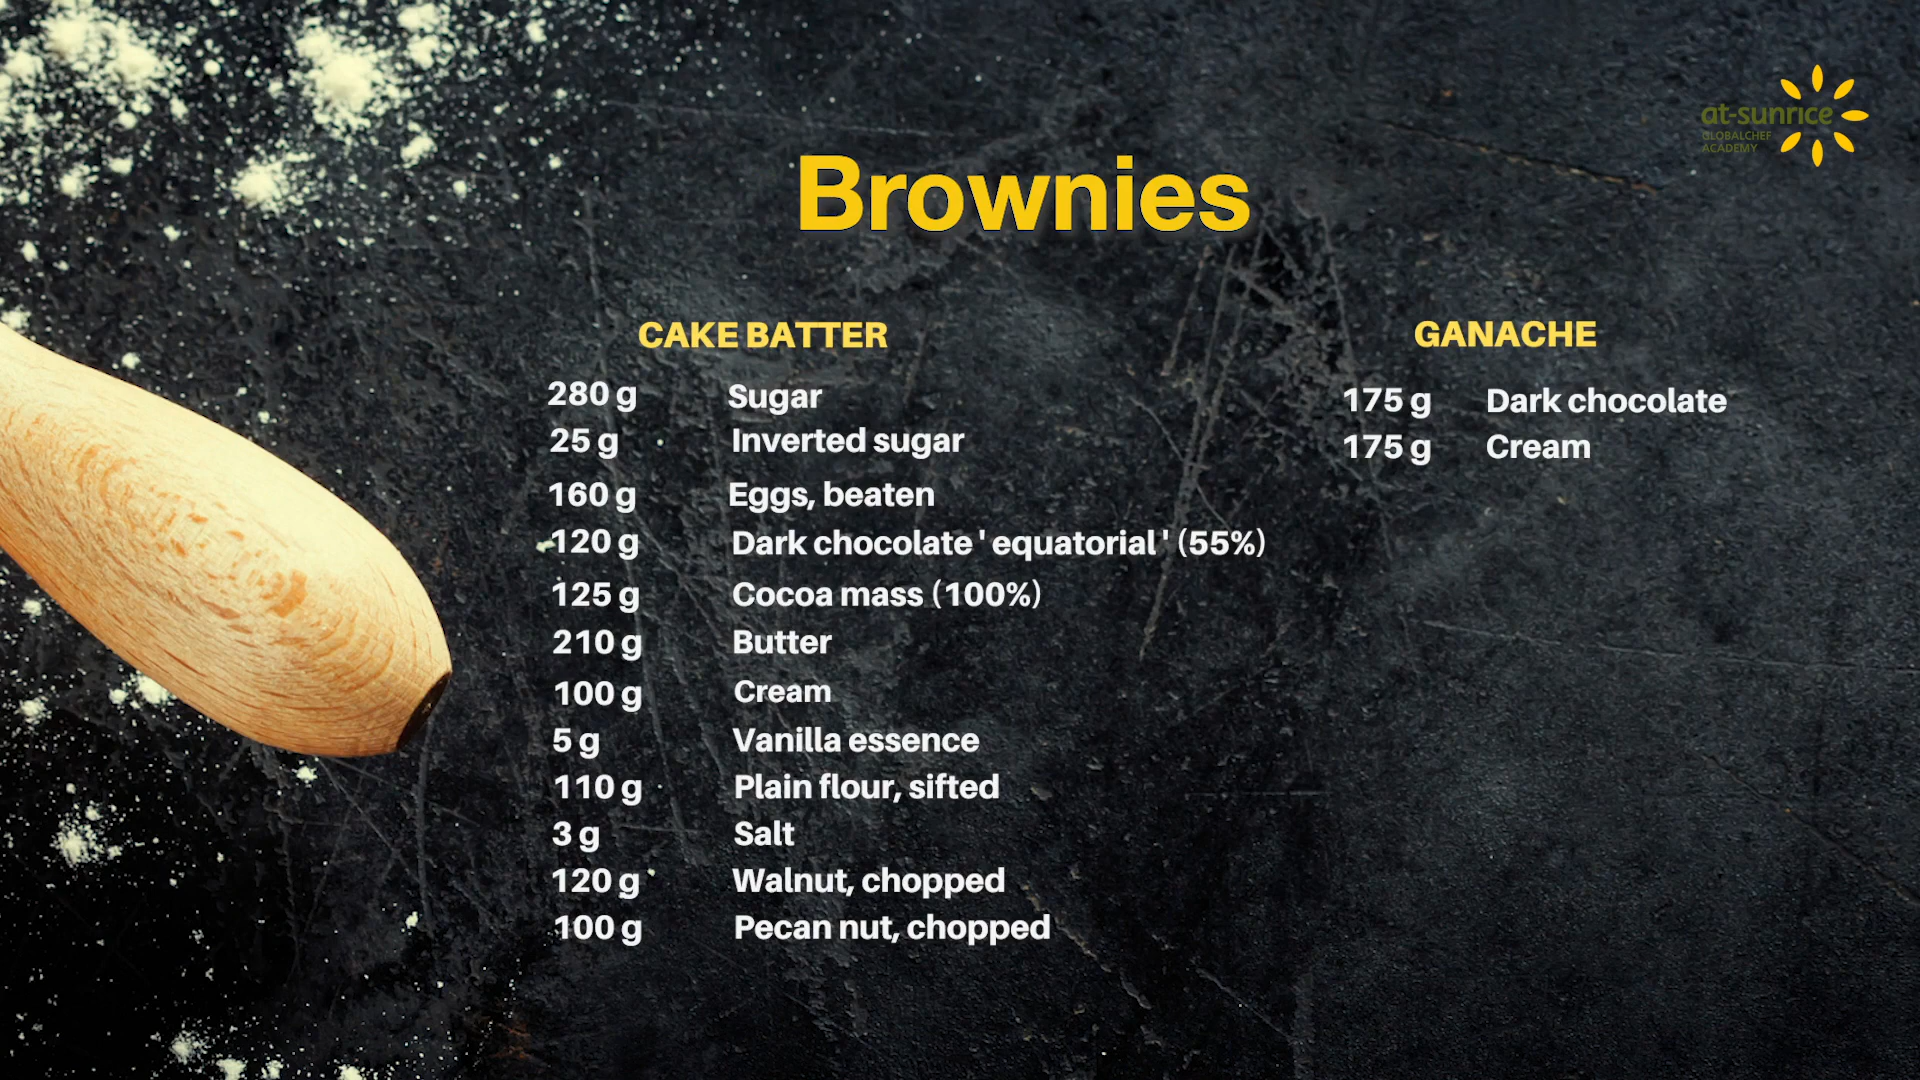 at-sunrice
GLOBALCHEF
ACADEMY
Brownies
CAKE BATTER
280 g Sugar
25 g Inverted sugar
160 g Eggs, beaten
120 g Dark chocolate ' equatorial ' (55%)
125 g Cocoa mass (100%)
210 g Butter
100 g Cream
5 g Vanilla essence
110 g Plain flour, sifted
3 g Salt
120 g Walnut, chopped
100 g Pecan nut, chopped
GANACHE
175 g Dark chocolate
175 g Cream